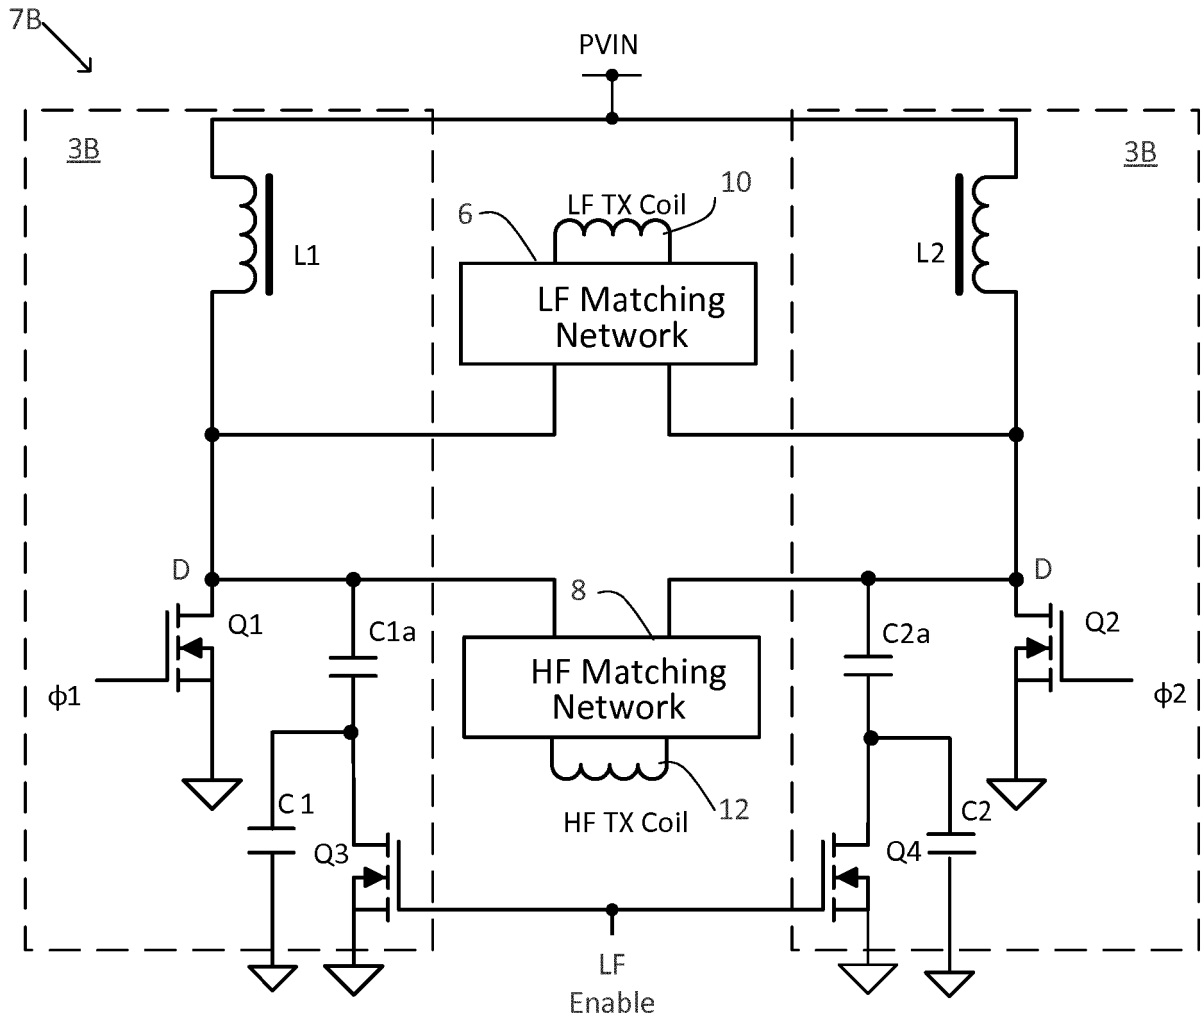 7B
PVIN
3B
3B
LF TX Coil
10
6
L1
L2
LF Matching
Network
D
D
8
Q1
C1a
C2a
Q2
HF Matching
Network
ϕ1
ϕ2
C 1
12
C2
HF TX Coil
Q3
Q4
LF
Enable